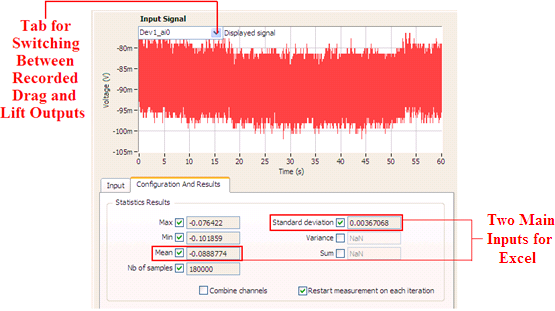 Tab for
Switching
Between
Recorded
Drag and
Lift Outputs
Input Signal
Dev1_ai0
Displayed signal
Voltage (V)
-80m
-85m
-90m
-95m
-100m
-105m
0 5 10 15 20 25 30 35 40 45 50 55 60
Time (s)
Input
Configuration And Results
Statistics Results
Max -0.076422
Standard deviation 0.00367068
Min -0.101859
Variance NaN
Mean -0.0888774
Sum NaN
Nb of samples 180000
Combine channels
Restart measurement on each iteration
Two Main
Inputs for
Excel